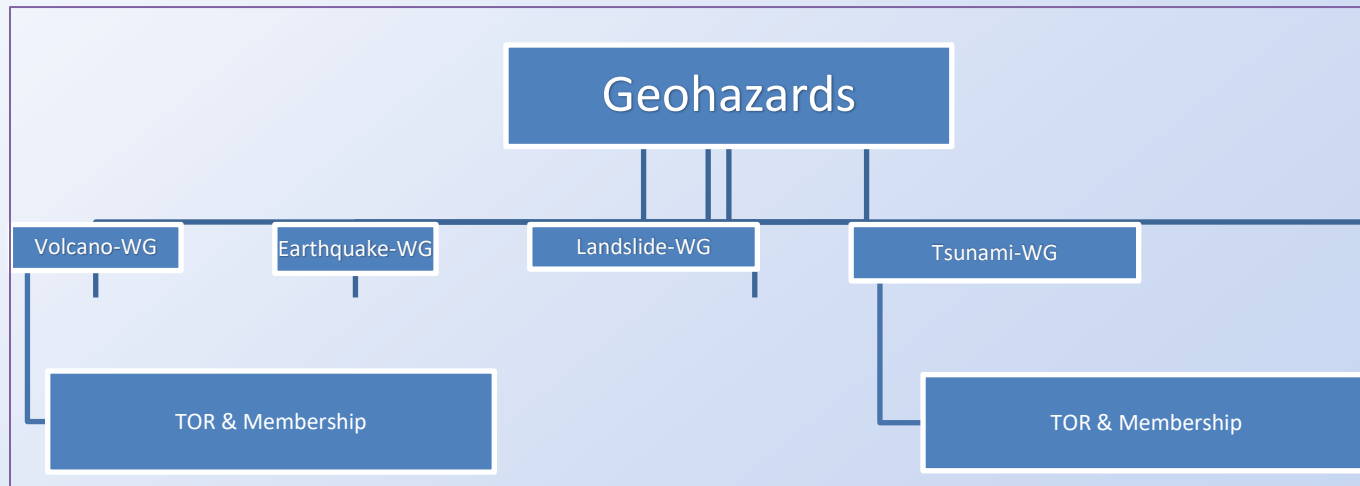 Geohazards
Volcano-WG
Earthquake-WG
Landslide-WG
Tsunami-WG
TOR & Membership
TOR & Membership